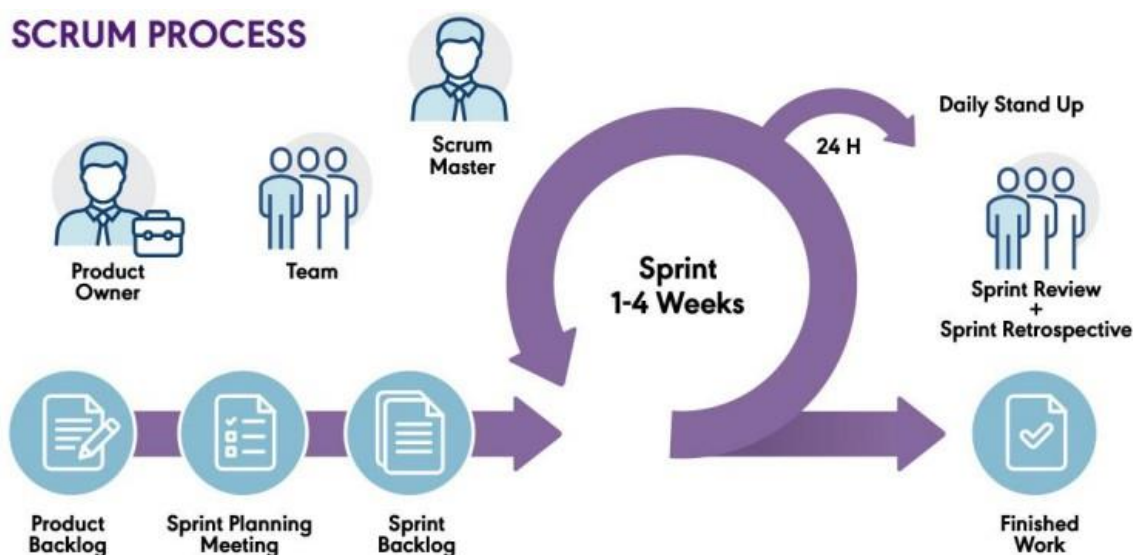 SCRUM PROCESS
Scrum
Master
Daily Stand Up
24 H
Product
Owner
Team
Sprint
1-4 Weeks
Sprint Review
+
Sprint Retrospective
Product
Backlog
Sprint Planning
Meeting
Sprint
Backlog
Finished
Work